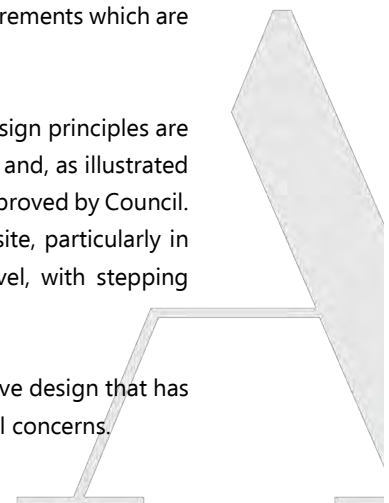 rements which are
sign principles are
and, as illustrated
proved by Council.
site, particularly in
vel, with stepping
ve design that has
l concerns.